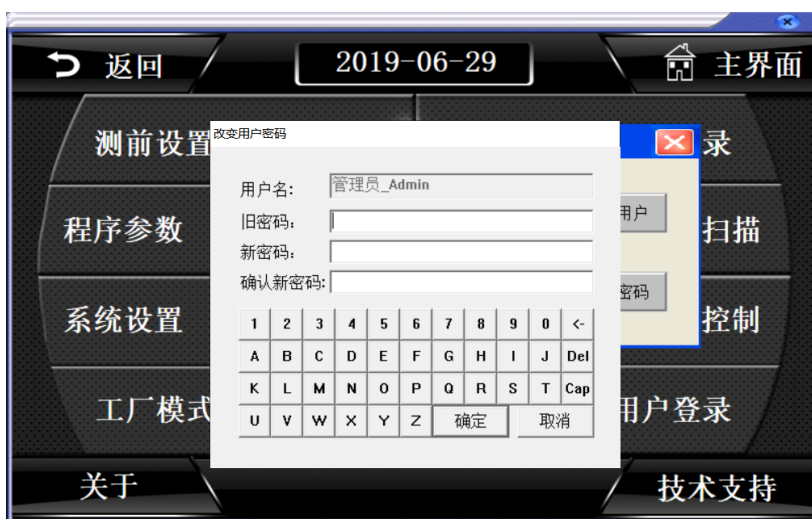 返回
2019-06-29
主界面
测前设置
录
改变用户密码
用户名:
管理员_Admin
旧密码:
新密码:
确认新密码:
用户
密码
程序参数
扫描
系统设置
控制
1 2 3 4 5 6 7 8 9 0 <-
A B C D E F G H I J Del
K L M N O P Q R S T Cap
U V W X Y Z 确定 取消
工厂模式
用户登录
关于
技术支持